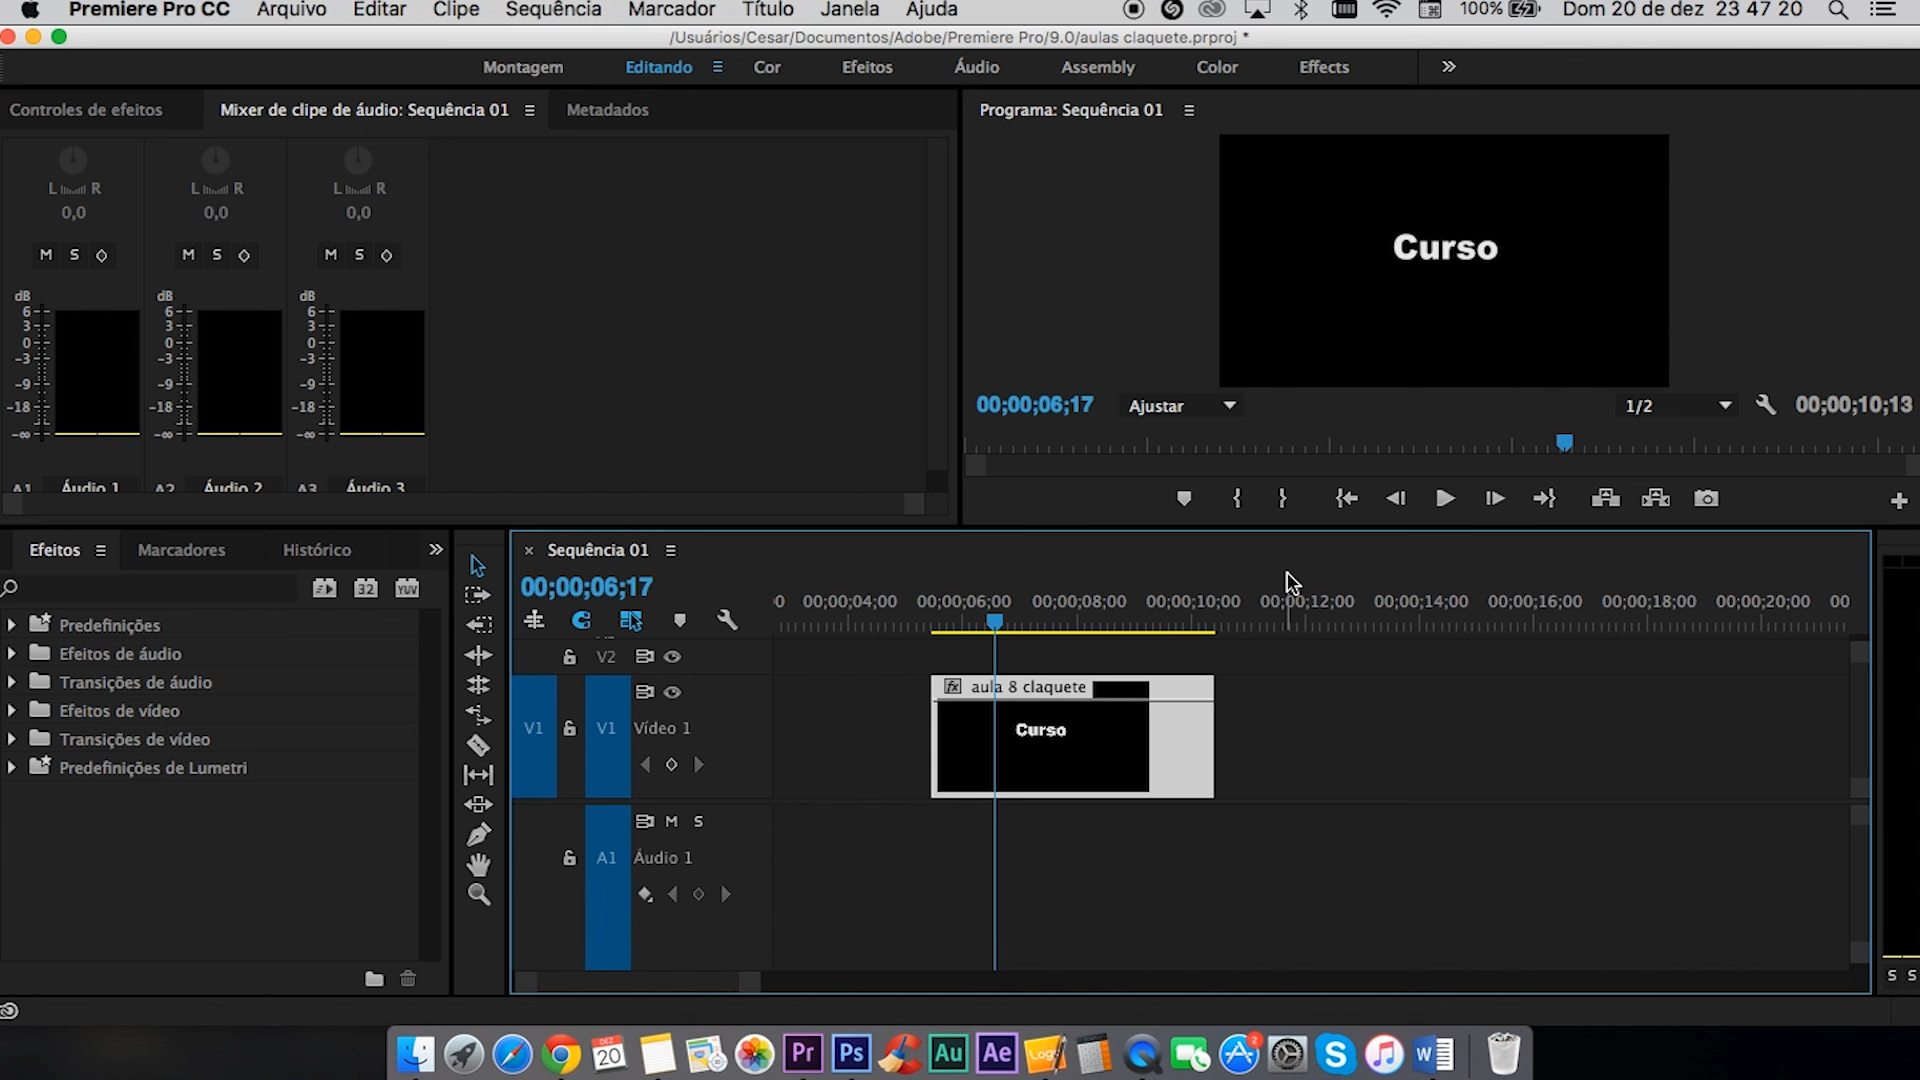 Premiere Pro CC Arquivo Editar Clipe Sequência Marcador Título Janela Ajuda 100% Dom 20 de dez 23 47 20
/Usuários/Cesar/Documentos/Adobe/Premiere Pro/9.0/aulas claquete.prproj *
Montagem Editando Cor Efeitos Áudio Assembly Color Effects
Controles de efeitos Mixer de clipe de áudio: Sequência 01 Metadados
Programa: Sequência 01
L R L R L R
0,0 0,0 0,0
M S M S M S
dB dB dB
6 6 6
3 3 3
0 0 0
-3 -3 -3
-9 -9 -9
-18 -18 -18
-∞ -∞ -∞
A1 Áudio 1 A2 Áudio 2 A3 Áudio 3
Curso
00;00;06;17 Ajustar 1/2 00;00;10;13
Efeitos Marcadores Histórico
32 YUV
Predefinições
Efeitos de áudio
Transições de áudio
Efeitos de vídeo
Transições de vídeo
Predefinições de Lumetri
Sequência 01
00;00;06;17
00;00;04;00 00;00;06;00 00;00;08;00 00;00;10;00 00;00;12;00 00;00;14;00 00;00;16;00 00;00;18;00 00;00;20;00 00
V2
fx aula 8 claquete
V1 V1 Vídeo 1
Curso
M S
A1 Áudio 1
S S
DEZ
20 Pr Ps Au Ae 2 S W